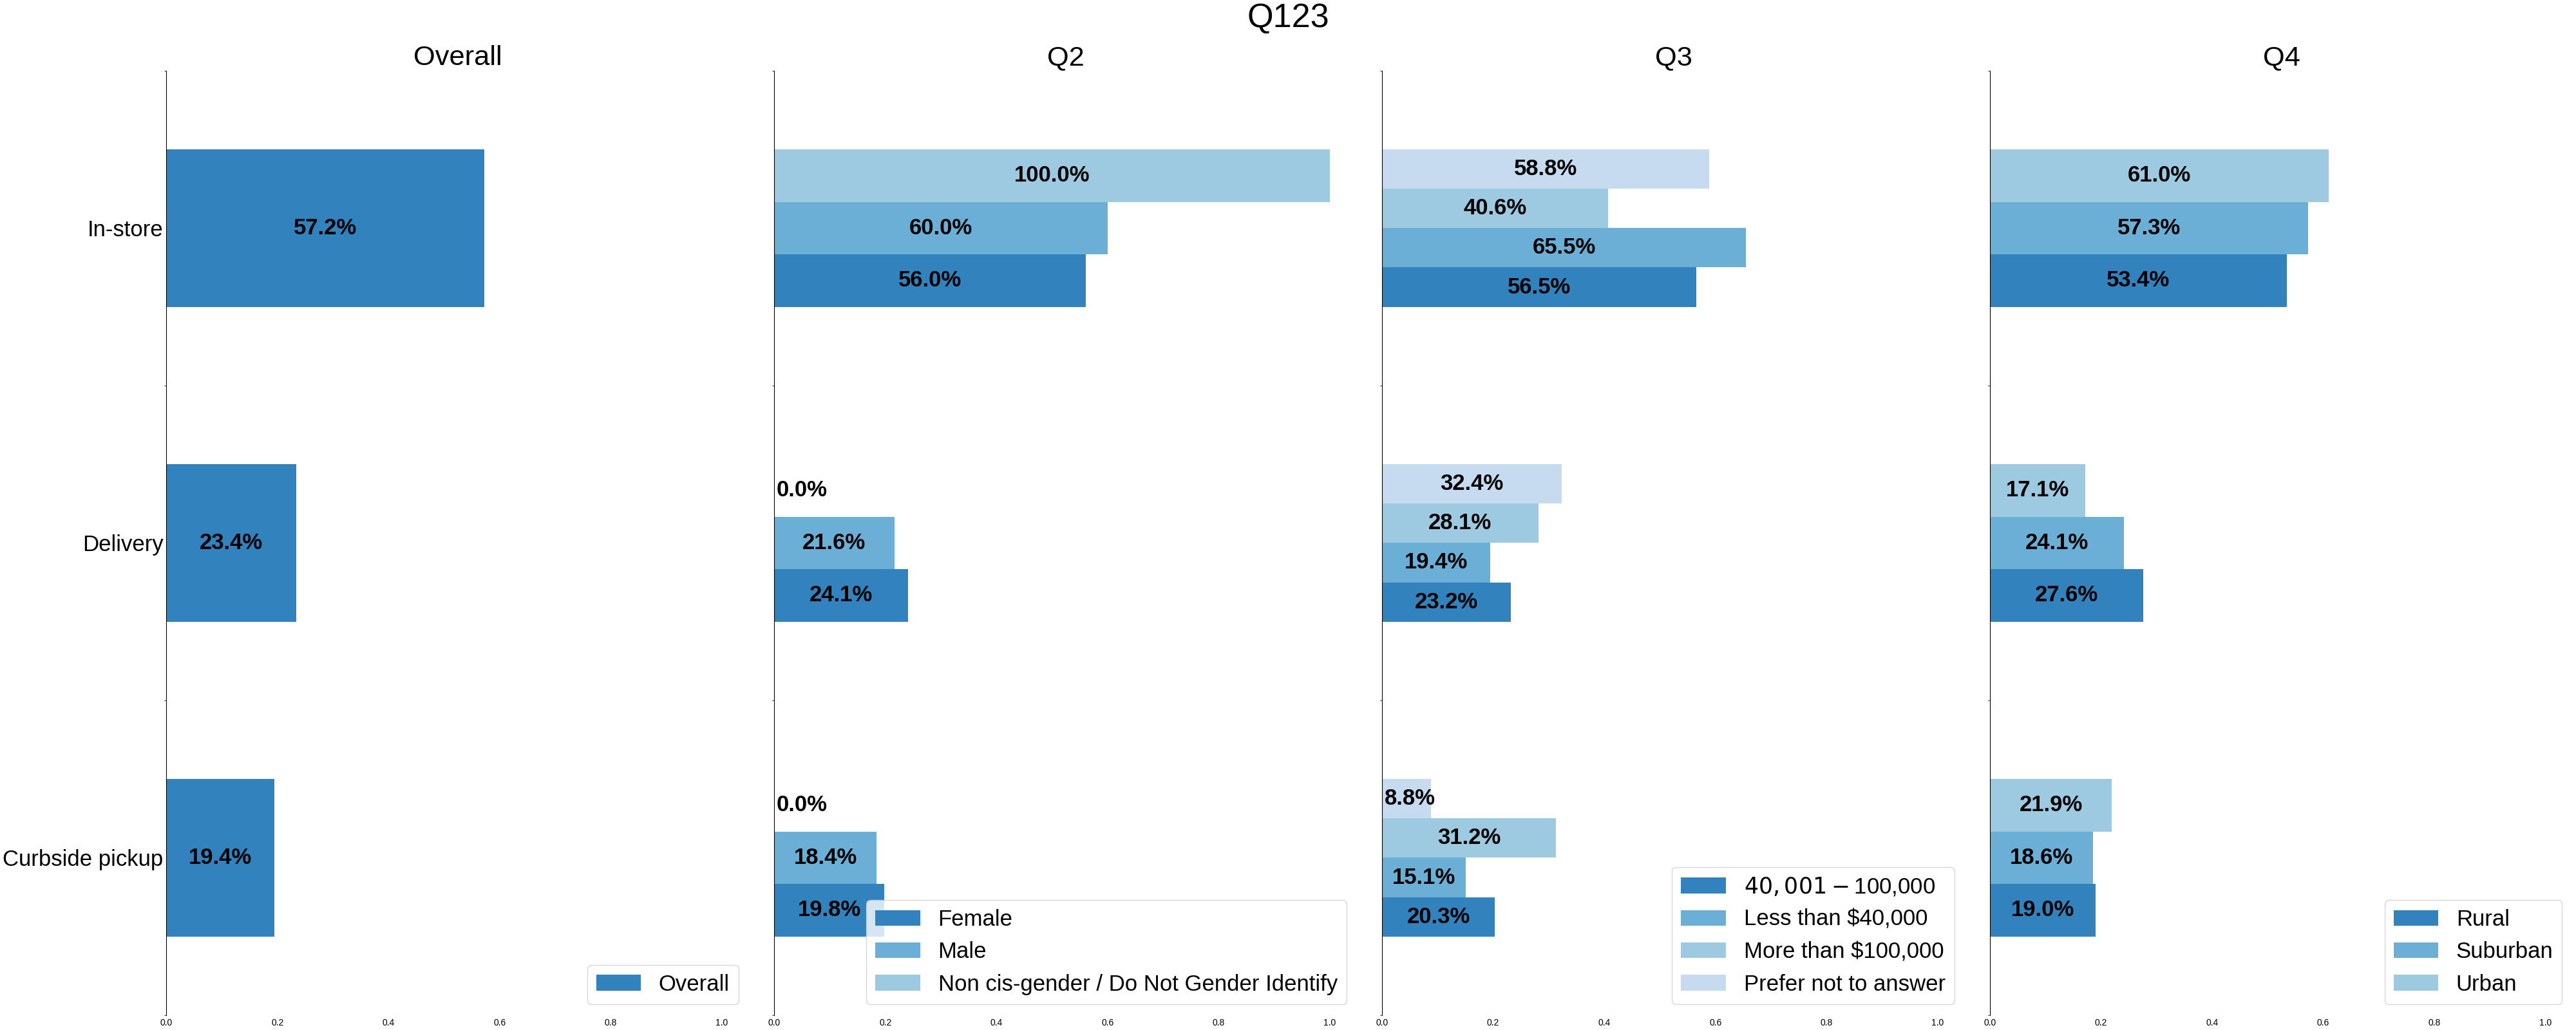 Q123
Overall
Q2
Q3
Q4
In-store
Delivery
Curbside pickup
57.2%
23.4%
19.4%
Overall
0.0 0.2 0.4 0.6 0.8 1.0
100.0%
60.0%
56.0%
0.0%
21.6%
24.1%
0.0%
18.4%
19.8%
Female
Male
Non cis-gender / Do Not Gender Identify
0.0 0.2 0.4 0.6 0.8 1.0
58.8%
40.6%
65.5%
56.5%
32.4%
28.1%
19.4%
23.2%
8.8%
31.2%
15.1%
20.3%
40,001 - 100,000
Less than $40,000
More than $100,000
Prefer not to answer
0.0 0.2 0.4 0.6 0.8 1.0
61.0%
57.3%
53.4%
17.1%
24.1%
27.6%
21.9%
18.6%
19.0%
Rural
Suburban
Urban
0.0 0.2 0.4 0.6 0.8 1.0